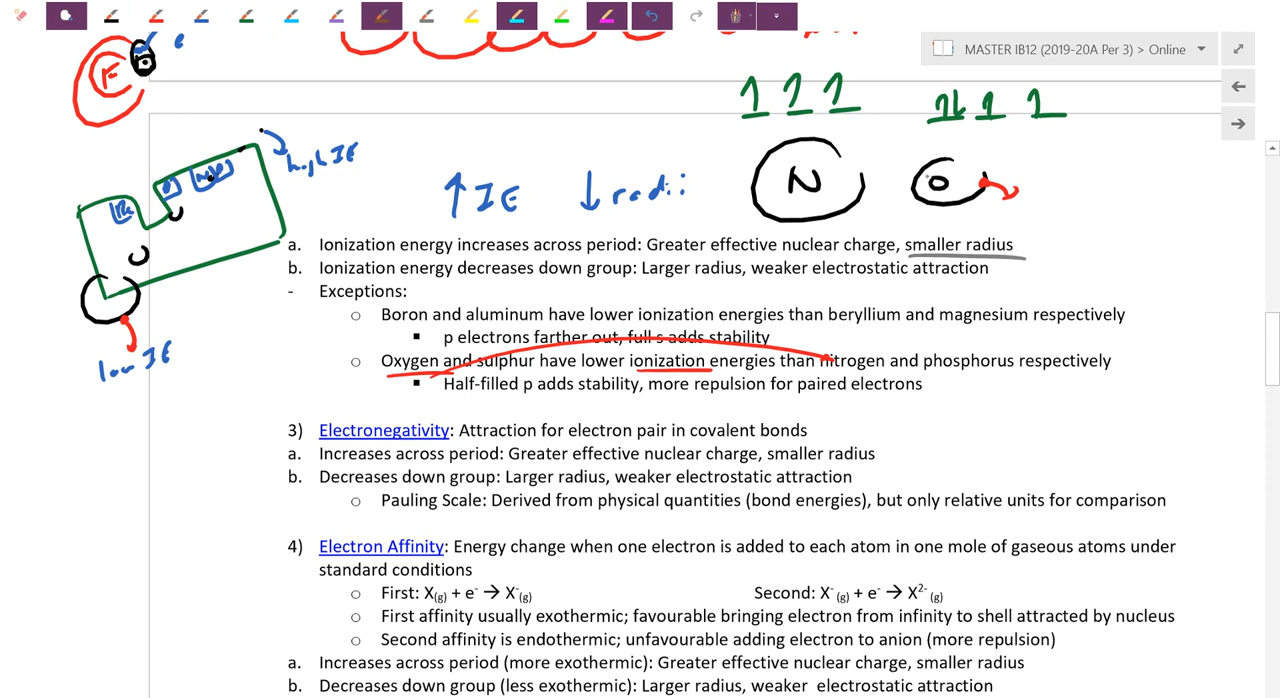 MASTER IB12 (2019-20A Per 3) > Online
F
e
1 1 1 1↓ 1 1
high IE
↑ IE ↓ radii N O
a. Ionization energy increases across period: Greater effective nuclear charge, smaller radius
b. Ionization energy decreases down group: Larger radius, weaker electrostatic attraction
- Exceptions:
○ Boron and aluminum have lower ionization energies than beryllium and magnesium respectively
▪ p electrons farther out, full s adds stability
low IE
○ Oxygen and sulphur have lower ionization energies than nitrogen and phosphorus respectively
▪ Half-filled p adds stability, more repulsion for paired electrons
3) Electronegativity: Attraction for electron pair in covalent bonds
a. Increases across period: Greater effective nuclear charge, smaller radius
b. Decreases down group: Larger radius, weaker electrostatic attraction
○ Pauling Scale: Derived from physical quantities (bond energies), but only relative units for comparison
4) Electron Affinity: Energy change when one electron is added to each atom in one mole of gaseous atoms under
standard conditions
○ First: X(g) + e⁻ → X⁻(g) Second: X⁻(g) + e⁻ → X²⁻(g)
○ First affinity usually exothermic; favourable bringing electron from infinity to shell attracted by nucleus
○ Second affinity is endothermic; unfavourable adding electron to anion (more repulsion)
a. Increases across period (more exothermic): Greater effective nuclear charge, smaller radius
b. Decreases down group (less exothermic): Larger radius, weaker electrostatic attraction